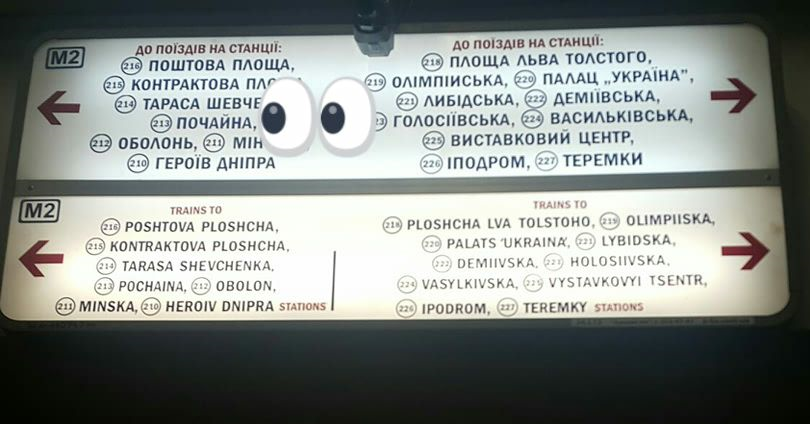 M2
ДО ПОЇЗДІВ НА СТАНЦІЇ:
216 ПОШТОВА ПЛОЩА,
215 КОНТРАКТОВА
214 ТАРАСА
213 ПОЧАЙНА,
212 ОБОЛОНЬ, 211
210 ГЕРОЇВ ДНІПРА
ДО ПОЇЗДІВ НА СТАНЦІЇ:
218 ПЛОЩА ЛЬВА ТОЛСТОГО,
219 ОЛІМПІЙСЬКА, 220 ПАЛАЦ „УКРАЇНА”,
221 ЛИБІДСЬКА, 222 ДЕМІЇВСЬКА,
ГОЛОСІЇВСЬКА, 224 ВАСИЛЬКІВСЬКА,
225 ВИСТАВКОВИЙ ЦЕНТР,
226 ІПОДРОМ, 227 ТЕРЕМКИ
M2
TRAINS TO
216 POSHTOVA PLOSHCHA,
215 KONTRAKTOVA PLOSHCHA,
214 TARASA SHEVCHENKA,
213 POCHAINA, 212 OBOLON,
211 MINSKA, 210 HEROIV DNIPRA STATIONS
TRAINS TO
218 PLOSHCHA LVA TOLSTOHO, 219 OLIMPIISKA,
220 PALATS 'UKRAINA', 221 LYBIDSKA,
222 DEMIIVSKA, 223 HOLOSIIVSKA,
224 VASYLKIVSKA, 225 VYSTAVKOVYI TSENTR,
226 IPODROM, 227 TEREMKY STATIONS